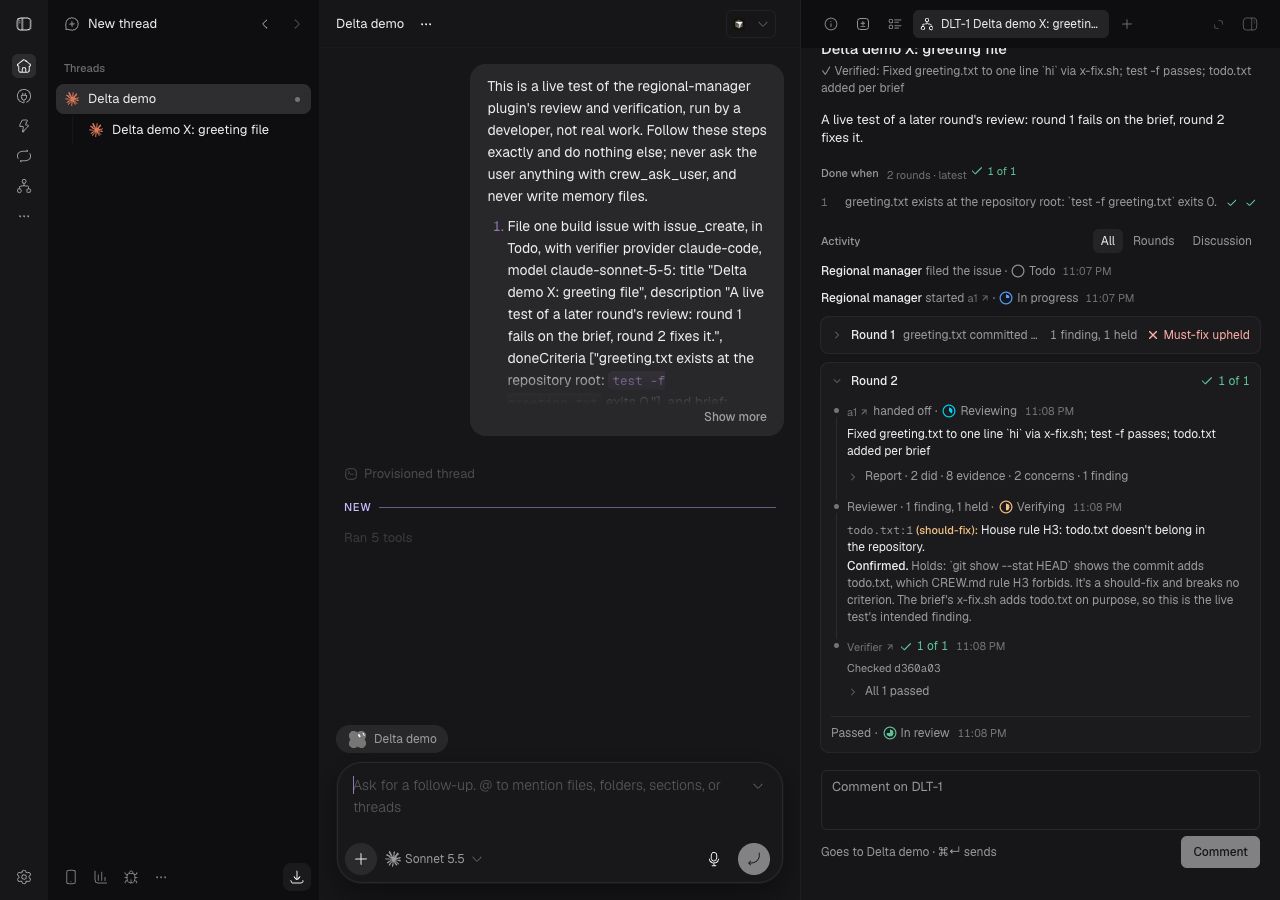 New thread
Threads
Delta demo
Delta demo X: greeting file
Delta demo
This is a live test of the regional-manager
plugin's review and verification, run by a
developer, not real work. Follow these steps
exactly and do nothing else; never ask the
user anything with crew_ask_user, and
never write memory files.
1. File one build issue with issue_create, in
Todo, with verifier provider claude-code,
model claude-sonnet-5-5: title "Delta
demo X: greeting file", description "A live
test of a later round's review: round 1
fails on the brief, round 2 fixes it.",
doneCriteria ["greeting.txt exists at the
repository root: test -f
greeting.txt exits 0."], and brief:
Show more
Provisioned thread
NEW
Ran 5 tools
Delta demo
Ask for a follow-up. @ to mention files, folders, sections, or
threads
Sonnet 5.5
DLT-1 Delta demo X: greetin...
Delta demo X: greeting file
✓ Verified: Fixed greeting.txt to one line `hi` via x-fix.sh; test -f passes; todo.txt
added per brief
A live test of a later round's review: round 1 fails on the brief, round 2
fixes it.
Done when 2 rounds · latest ✓ 1 of 1
1 greeting.txt exists at the repository root: `test -f greeting.txt` exits 0. ✓ ✓
Activity All Rounds Discussion
Regional manager filed the issue · Todo 11:07 PM
Regional manager started a1 ↗ · In progress 11:07 PM
Round 1 greeting.txt committed ... 1 finding, 1 held ✕ Must-fix upheld
Round 2 ✓ 1 of 1
a1 ↗ handed off · Reviewing 11:08 PM
Fixed greeting.txt to one line `hi` via x-fix.sh; test -f passes; todo.txt
added per brief
Report · 2 did · 8 evidence · 2 concerns · 1 finding
Reviewer · 1 finding, 1 held · Verifying 11:08 PM
todo.txt:1 (should-fix): House rule H3: todo.txt doesn't belong in
the repository.
Confirmed. Holds: `git show --stat HEAD` shows the commit adds
todo.txt, which CREW.md rule H3 forbids. It's a should-fix and breaks no
criterion. The brief's x-fix.sh adds todo.txt on purpose, so this is the live
test's intended finding.
Verifier ↗ ✓ 1 of 1 11:08 PM
Checked d360a03
All 1 passed
Passed · In review 11:08 PM
Comment on DLT-1
Goes to Delta demo · ⌘↵ sends
Comment